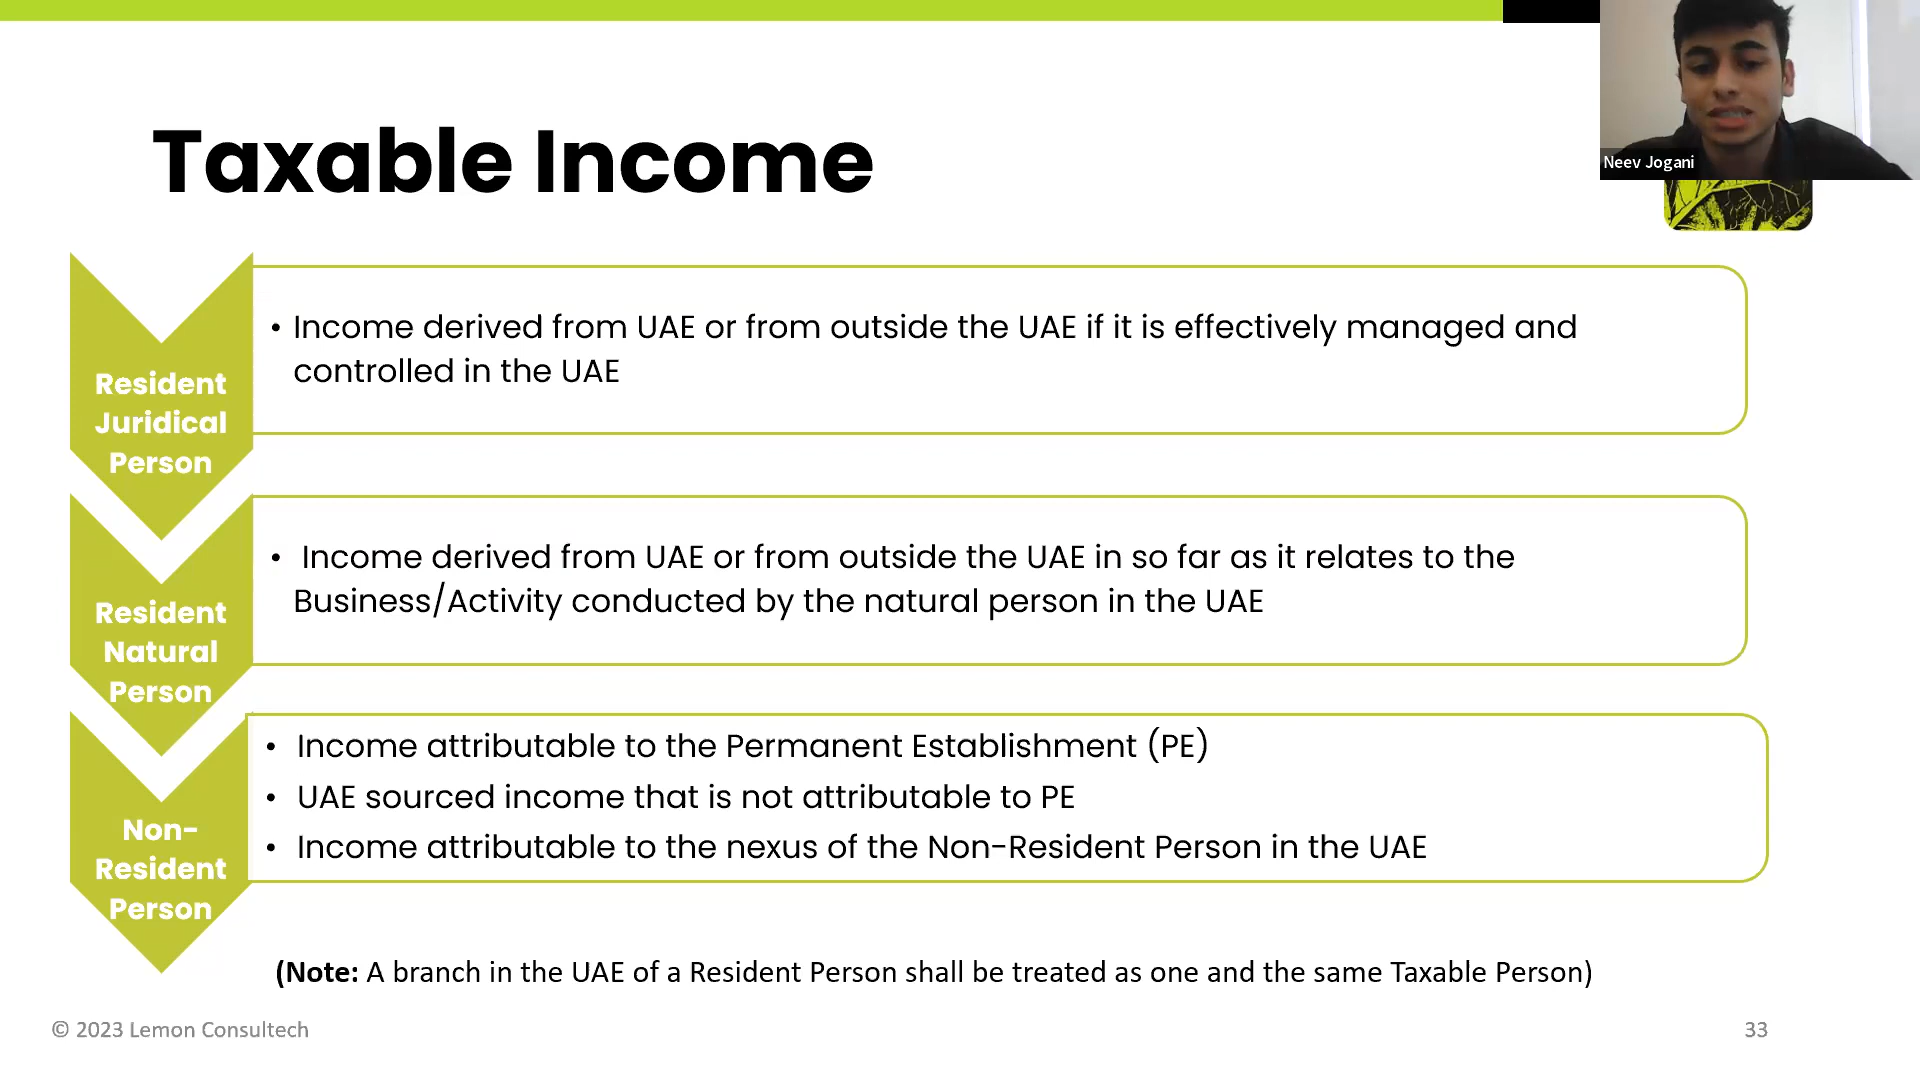 Neev Jogani
Taxable Income
Resident
Juridical
Person
• Income derived from UAE or from outside the UAE if it is effectively managed and
controlled in the UAE
Resident
Natural
Person
• Income derived from UAE or from outside the UAE in so far as it relates to the
Business/Activity conducted by the natural person in the UAE
Non-
Resident
Person
• Income attributable to the Permanent Establishment (PE)
• UAE sourced income that is not attributable to PE
• Income attributable to the nexus of the Non-Resident Person in the UAE
(Note: A branch in the UAE of a Resident Person shall be treated as one and the same Taxable Person)
© 2023 Lemon Consultech
33